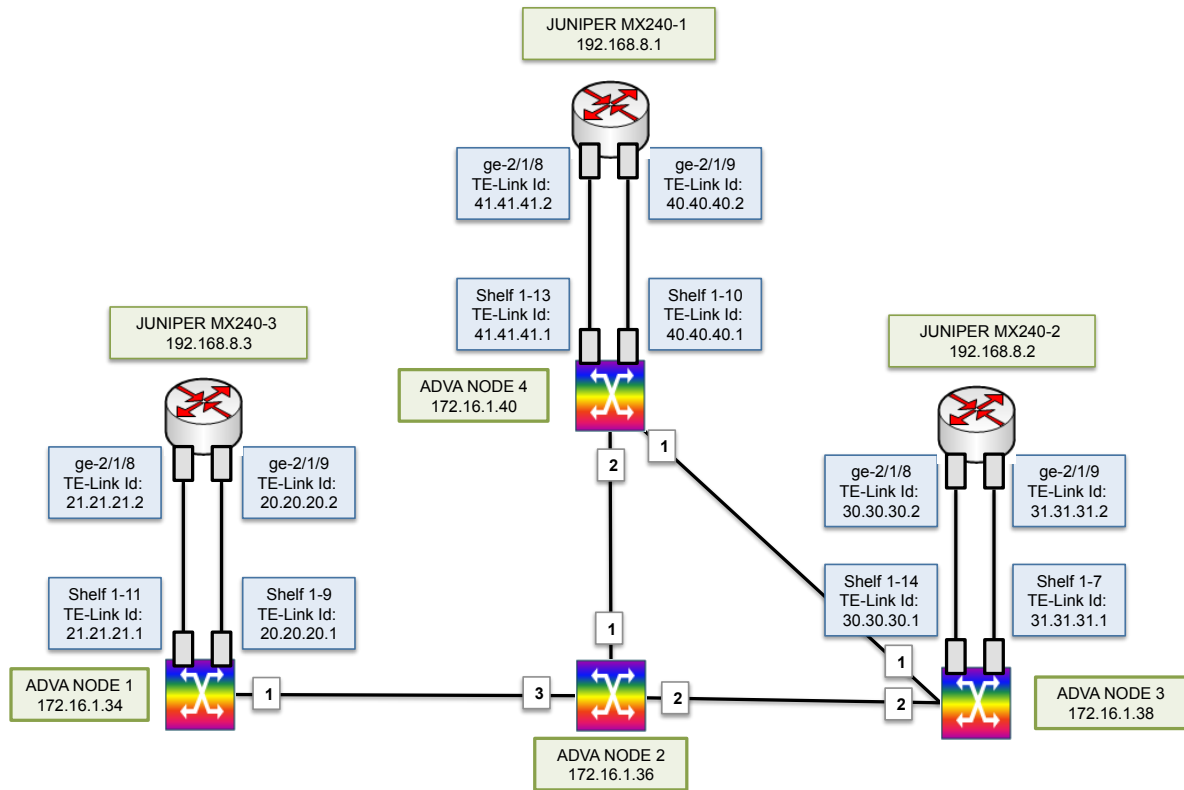 JUNIPER MX240-1
192.168.8.1
ge-2/1/8
TE-Link Id:
41.41.41.2
ge-2/1/9
TE-Link Id:
40.40.40.2
Shelf 1-13
41.41.41.1
Shelf 1-10
40.40.40.1
JUNIPER MX240-3
192.168.8.3
JUNIPER MX240-2
192.168.8.2
ADVA NODE 4
172.16.1.40
ge-2/1/8
TE-Link Id:
21.21.21.2
ge-2/1/9
TE-Link Id:
20.20.20.2
2
1
ge-2/1/8
TE-Link Id:
30.30.30.2
ge-2/1/9
TE-Link Id:
31.31.31.2
Shelf 1-11
TE-Link Id:
21.21.21.1
Shelf 1-9
TE-Link Id:
20.20.20.1
Shelf 1-14
TE-Link Id:
30.30.30.1
Shelf 1-7
TE-Link Id:
31.31.31.1
1
1
ADVA NODE 1
172.16.1.34
1
3
2
2
ADVA NODE 3
172.16.1.38
ADVA NODE 2
172.16.1.36